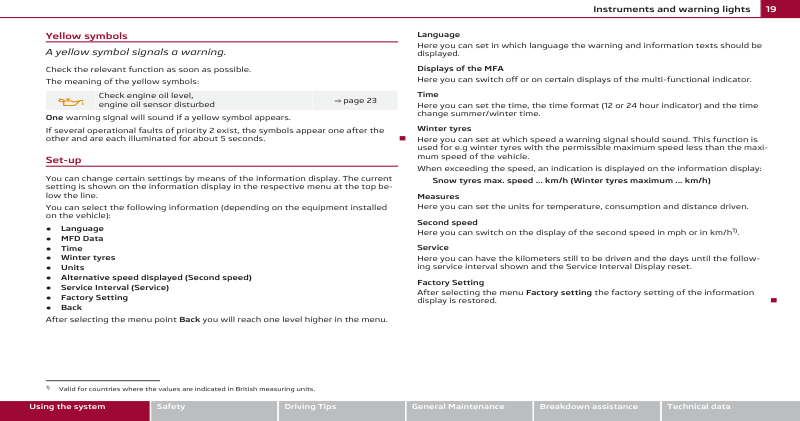 Instruments and warning lights 19
Yellow symbols
A yellow symbol signals a warning.
Check the relevant function as soon as possible.
The meaning of the yellow symbols:
Check engine oil level,
engine oil sensor disturbed
⇒ page 23
One warning signal will sound if a yellow symbol appears.
If several operational faults of priority 2 exist, the symbols appear one after the
other and are each illuminated for about 5 seconds.
Set-up
You can change certain settings by means of the information display. The current
setting is shown on the information display in the respective menu at the top be-
low the line.
You can select the following information (depending on the equipment installed
on the vehicle):
● Language
● MFD Data
● Time
● Winter tyres
● Units
● Alternative speed displayed (Second speed)
● Service Interval (Service)
● Factory Setting
● Back
After selecting the menu point Back you will reach one level higher in the menu.
Language
Here you can set in which language the warning and information texts should be
displayed.
Displays of the MFA
Here you can switch off or on certain displays of the multi-functional indicator.
Time
Here you can set the time, the time format (12 or 24 hour indicator) and the time
change summer/winter time.
Winter tyres
Here you can set at which speed a warning signal should sound. This function is
used for e.g winter tyres with the permissible maximum speed less than the maxi-
mum speed of the vehicle.
When exceeding the speed, an indication is displayed on the information display:
Snow tyres max. speed ... km/h (Winter tyres maximum ... km/h)
Measures
Here you can set the units for temperature, consumption and distance driven.
Second speed
Here you can switch on the display of the second speed in mph or in km/h¹⁾.
Service
Here you can have the kilometers still to be driven and the days until the follow-
ing service interval shown and the Service Interval Display reset.
Factory Setting
After selecting the menu Factory setting the factory setting of the information
display is restored.
¹⁾ Valid for countries where the values are indicated in British measuring units.
Using the system Safety Driving Tips General Maintenance Breakdown assistance Technical data